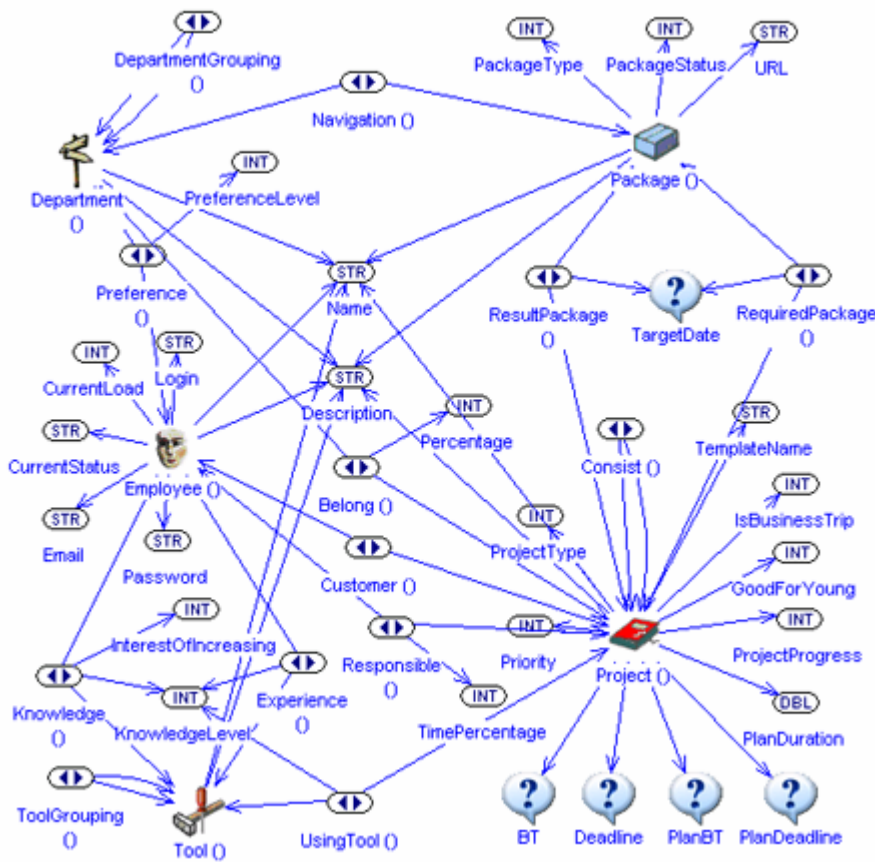 INT
INT
STR
DepartmentGrouping
()
PackageType
PackageStatus
URL
Navigation ()
INT
Department
()
PreferenceLevel
Package ()
STR
Preference
()
Name
ResultPackage
()
TargetDate
RequiredPackage
()
STR
INT
Login
CurrentLoad
STR
Description
INT
STR
STR
CurrentStatus
Percentage
Consist ()
TemplateName
Employee ()
Belong ()
INT
STR
INT
IsBusinessTrip
Email
STR
ProjectType
INT
Password
Customer ()
GoodForYoung
INT
INT
INT
InterestOfIncreasing
Responsible
()
Priority
ProjectProgress
Project ()
INT
INT
DBL
Knowledge
()
Experience
()
KnowledgeLevel
TimePercentage
PlanDuration
ToolGrouping
()
Tool ()
UsingTool ()
BT
Deadline
PlanBT
PlanDeadline